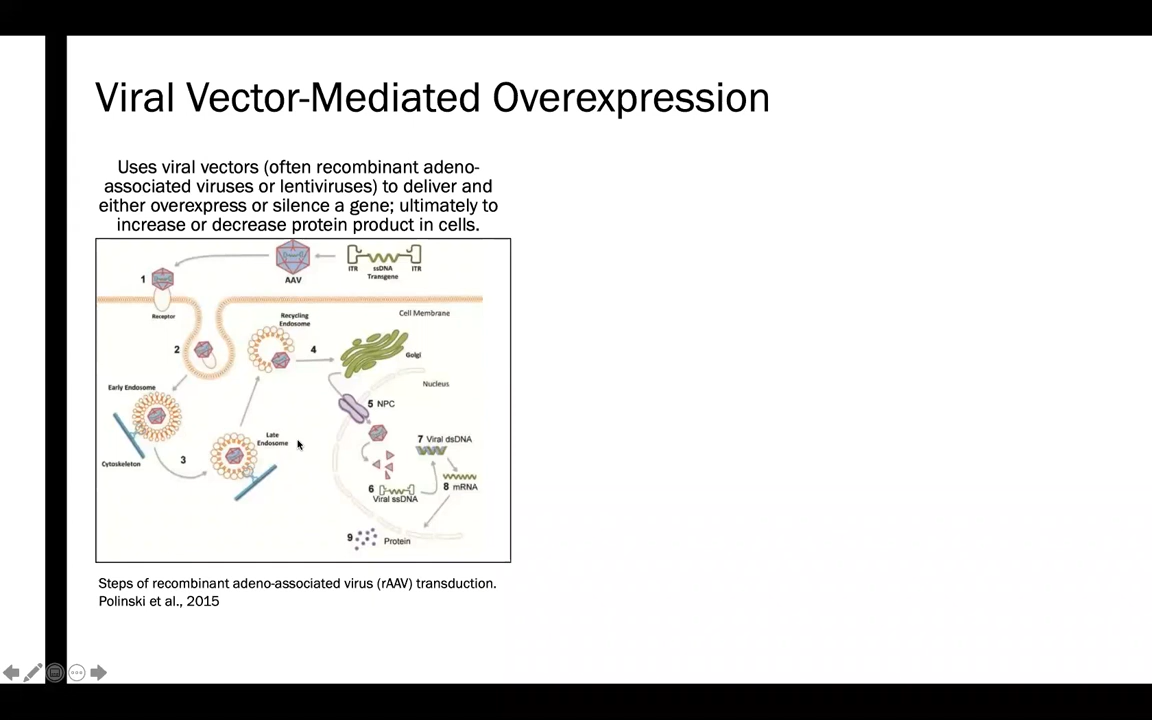 Viral Vector-Mediated Overexpression
Uses viral vectors (often recombinant adeno-
associated viruses or lentiviruses) to deliver and
either overexpress or silence a gene; ultimately to
increase or decrease protein product in cells.
1
AAV
ITR
ssDNA
Transgene
ITR
Receptor
Cell Membrane
2
Recycling
Endosome
4
Golgi
Nucleus
Early Endosome
5 NPC
Cytoskeleton
3
Late
Endosome
7 Viral dsDNA
8 mRNA
6
Viral ssDNA
9
Protein
Steps of recombinant adeno-associated virus (rAAV) transduction.
Polinski et al., 2015